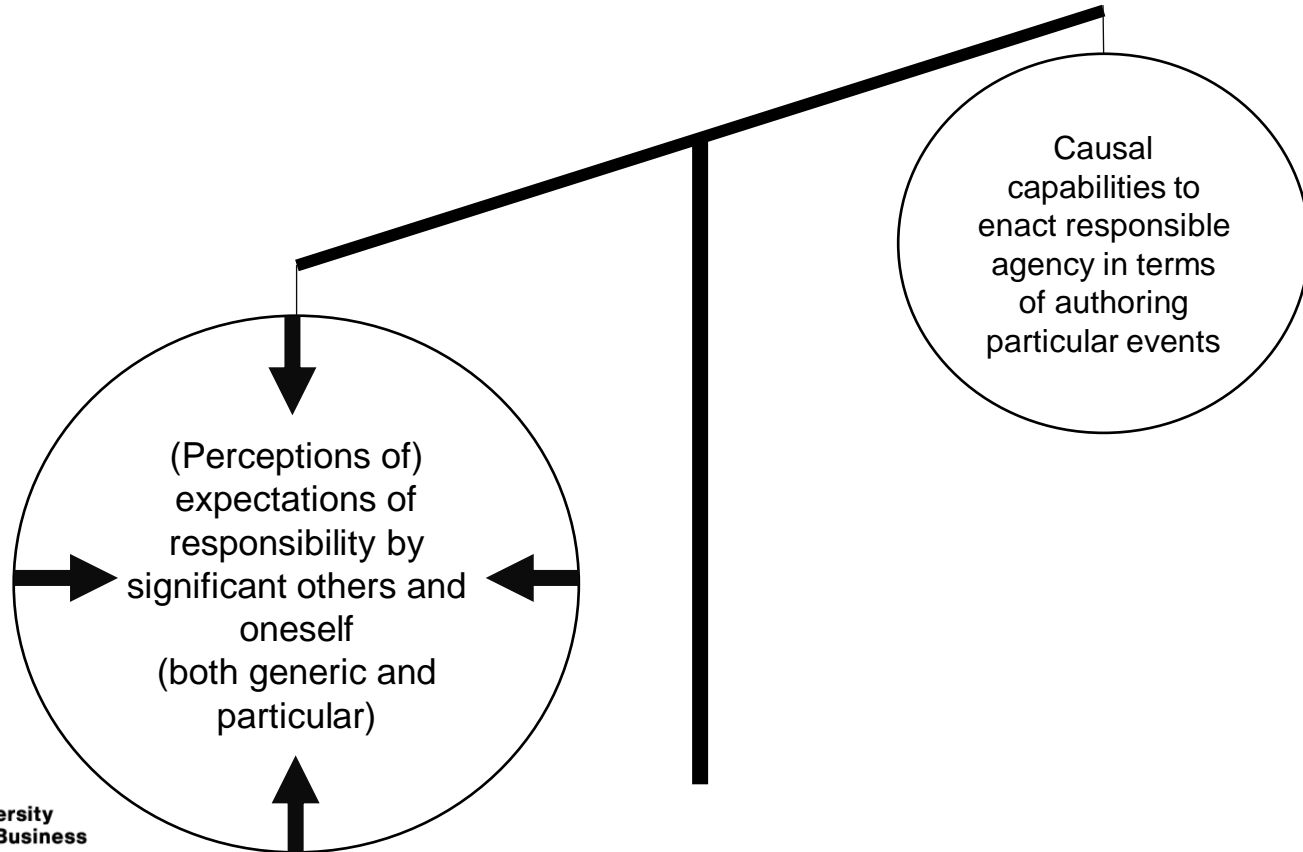 Causal
capabilities to
enact responsible
agency in terms
of authoring
particular events
(Perceptions of)
expectations of
responsibility by
significant others and
oneself
(both generic and
particular)
ersity
Business